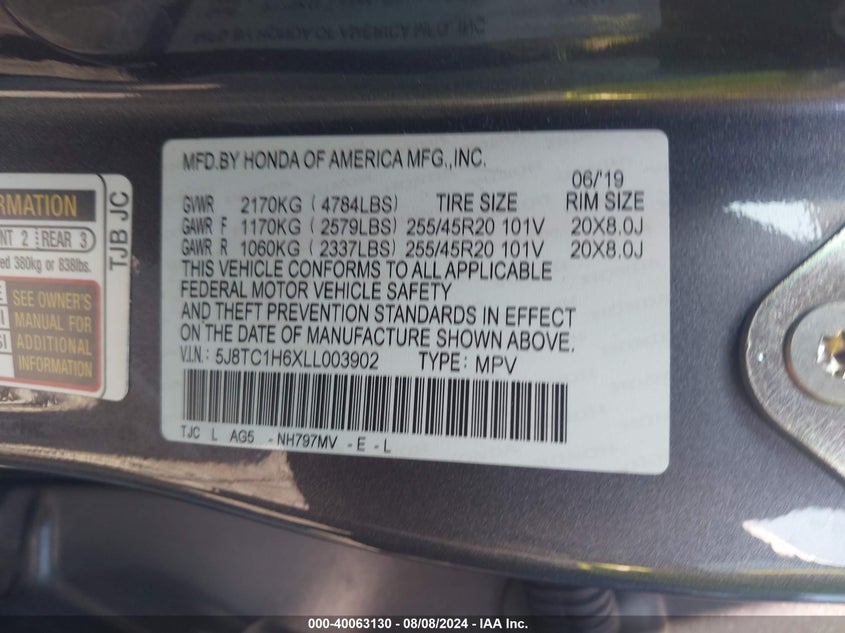 MFD.BY HONDA OF AMERICA MFG.,INC.
06/'19
GVWR 2170KG (4784LBS) TIRE SIZE RIM SIZE
GAWR F 1170KG (2579LBS) 255/45R20 101V 20X8.0J
GAWR R 1060KG (2337LBS) 255/45R20 101V 20X8.0J
THIS VEHICLE CONFORMS TO ALL APPLICABLE
FEDERAL MOTOR VEHICLE SAFETY
AND THEFT PREVENTION STANDARDS IN EFFECT
ON THE DATE OF MANUFACTURE SHOWN ABOVE.
V.I.N.: 5J8TC1H6XLL003902 TYPE: MPV
TJC L AG5 -NH797MV -E-L
2 REAR 3
380kg or 838lbs.
SEE OWNER'S
MANUAL FOR
ADDITIONAL
INFORMATION
TJB JC
000-40063130 - 08/08/2024 - IAA Inc.